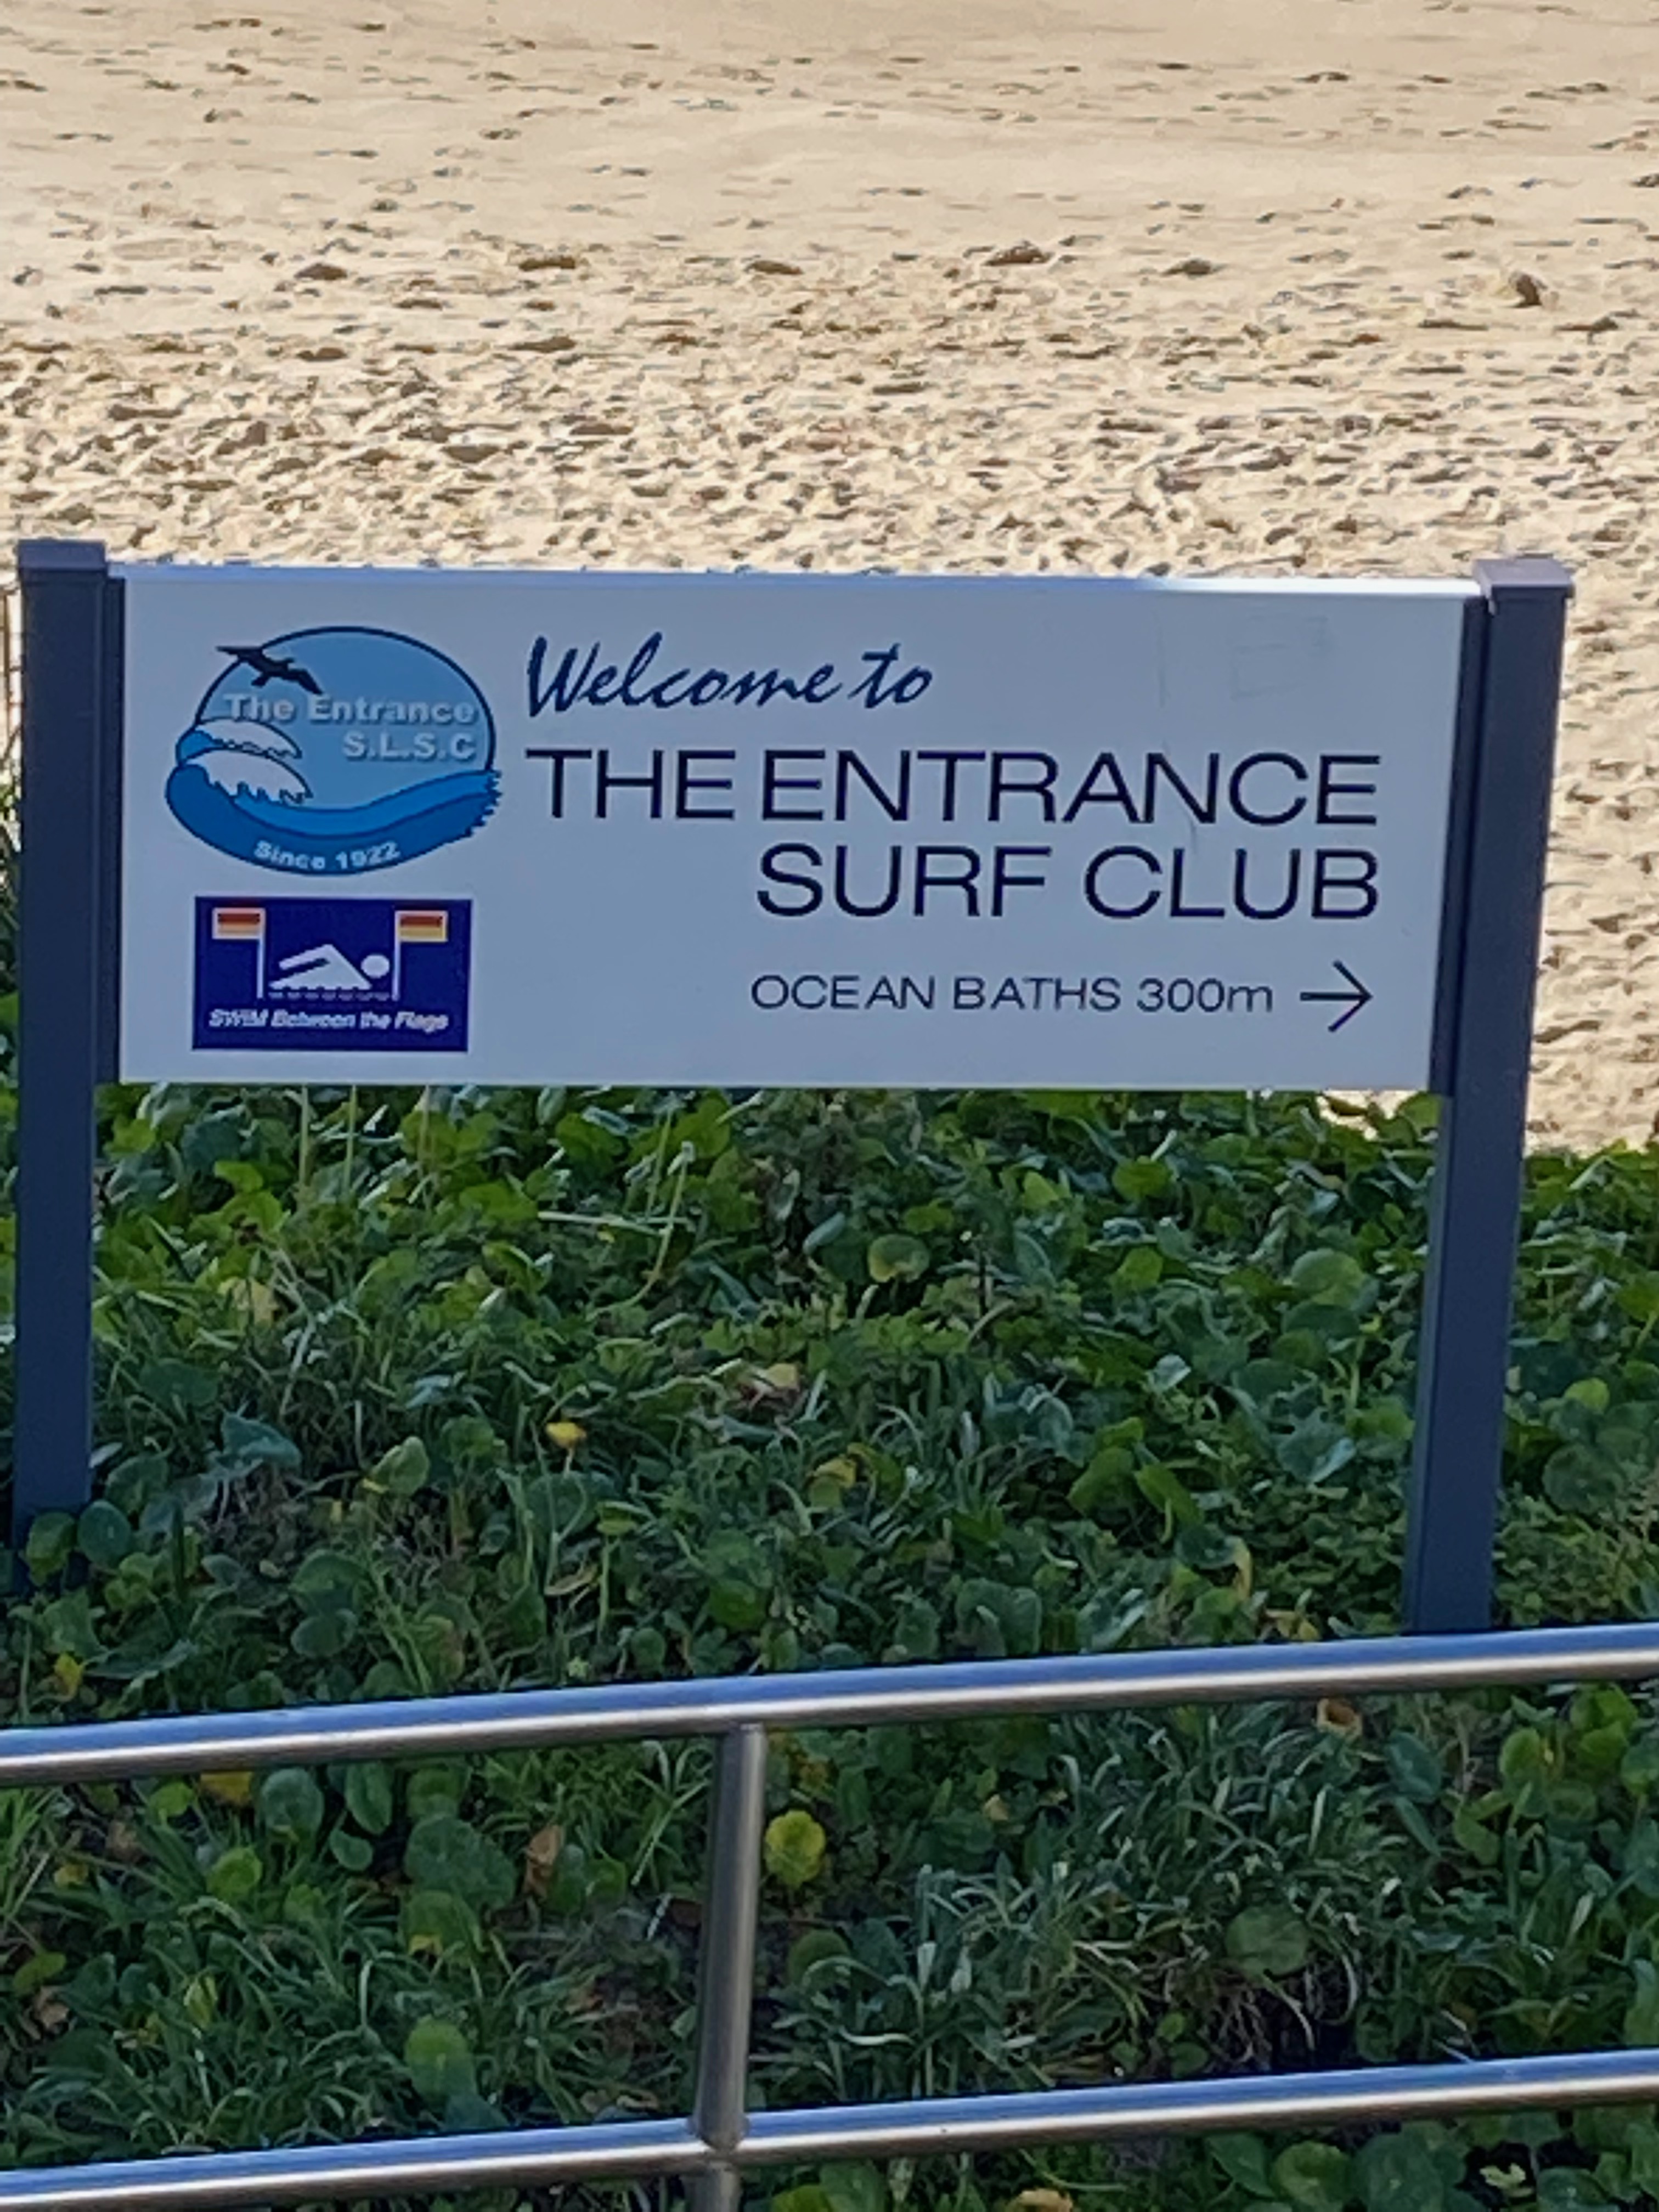 The Entrance
S.L.S.C
Since 1922
Welcome to
THE ENTRANCE
SURF CLUB
OCEAN BATHS 300m →
SWIM Between the Flags